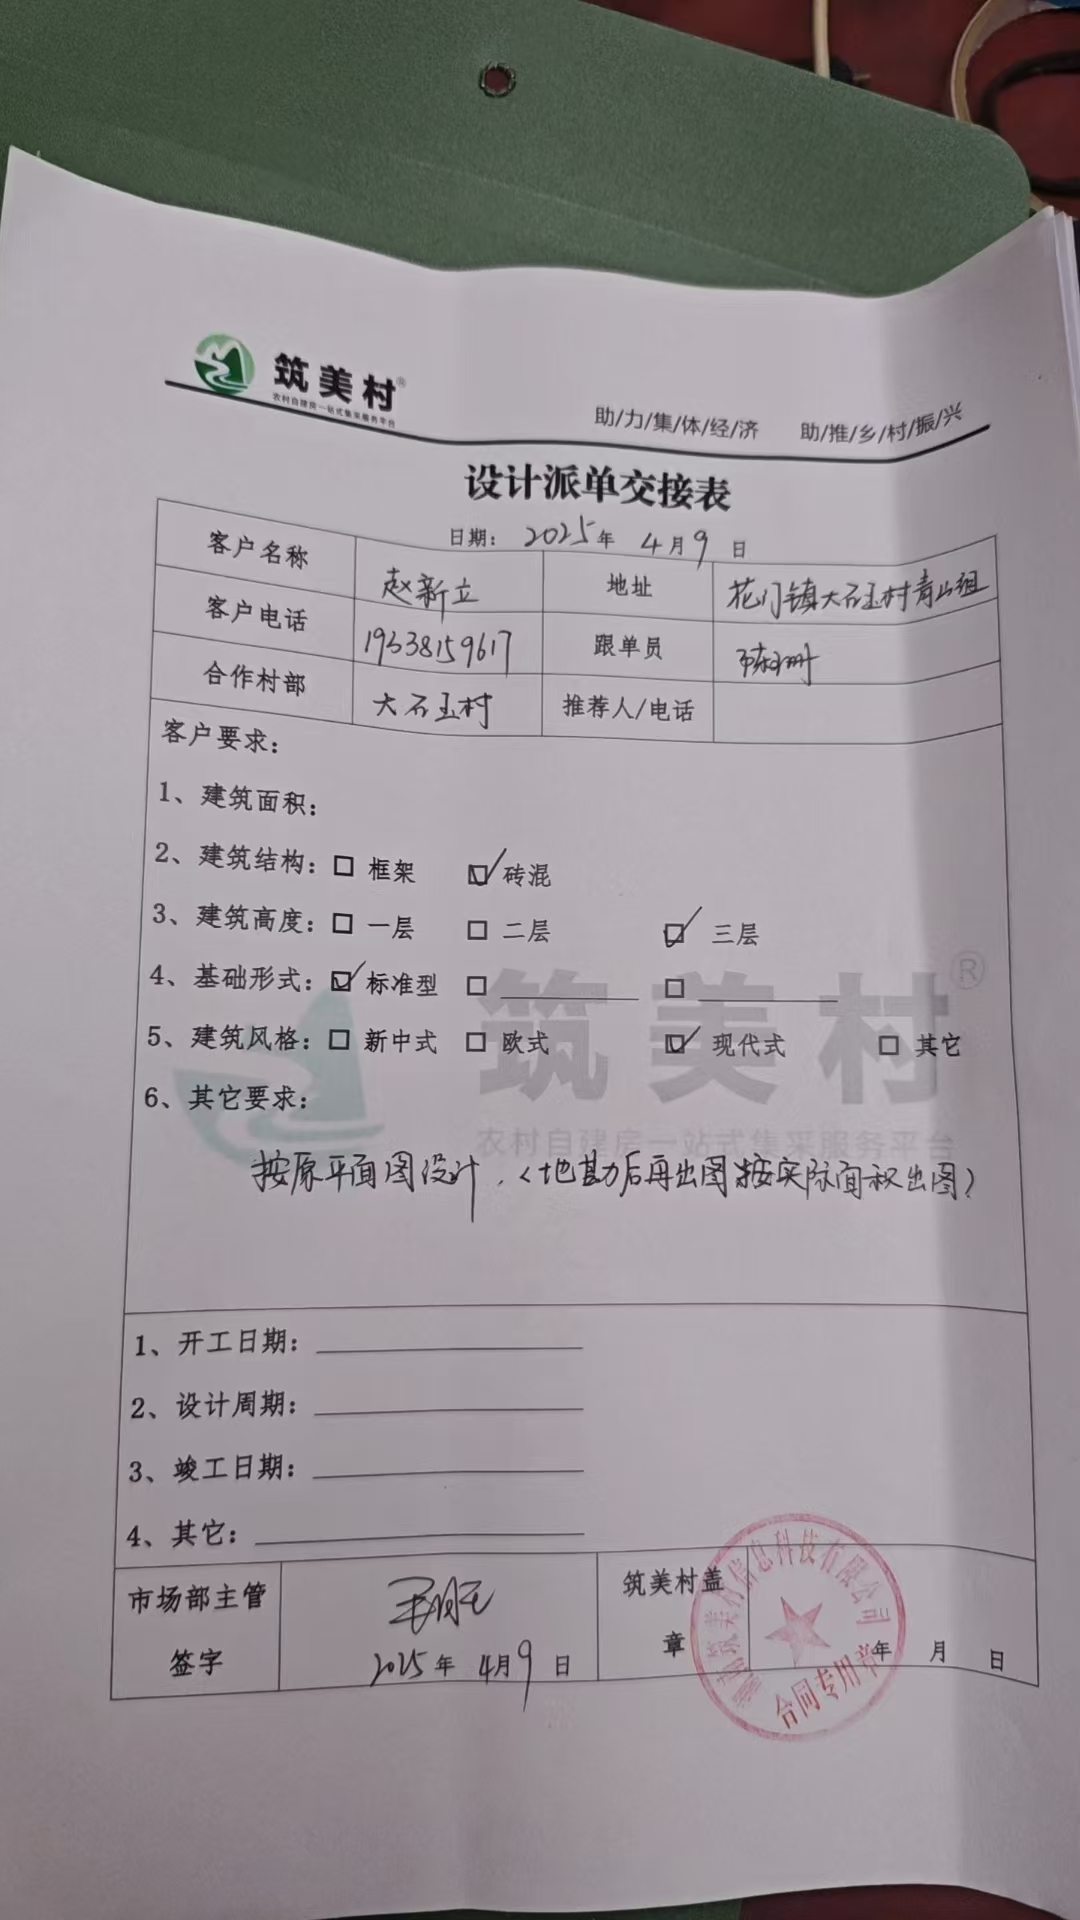 筑美村®
农村自建房一站式集采服务平台
助/力/集/体/经/济 助/推/乡/村/振/兴
设计派单交接表
日期: 2025年 4月9日
客户名称 赵新立 地址 花门镇大石玉村青山组
客户电话 19338159617 跟单员 陈珊
合作村部 大石玉村 推荐人/电话
客户要求:
1、建筑面积:
2、建筑结构: □ 框架 ☑ 砖混
3、建筑高度: □ 一层 □ 二层 ☑ 三层
4、基础形式: ☑ 标准型 □ □
5、建筑风格: □ 新中式 □ 欧式 ☑ 现代式 □ 其它
6、其它要求:
筑美村®
农村自建房一站式集采服务平台
按原平面图设计.(地勘后再出图按实际面积出图)
1、开工日期:
2、设计周期:
3、竣工日期:
4、其它:
市场部主管
签字
2025年 4月9日
筑美村盖
章
年 月 日
筑美村信息科技有限公司
合同专用章